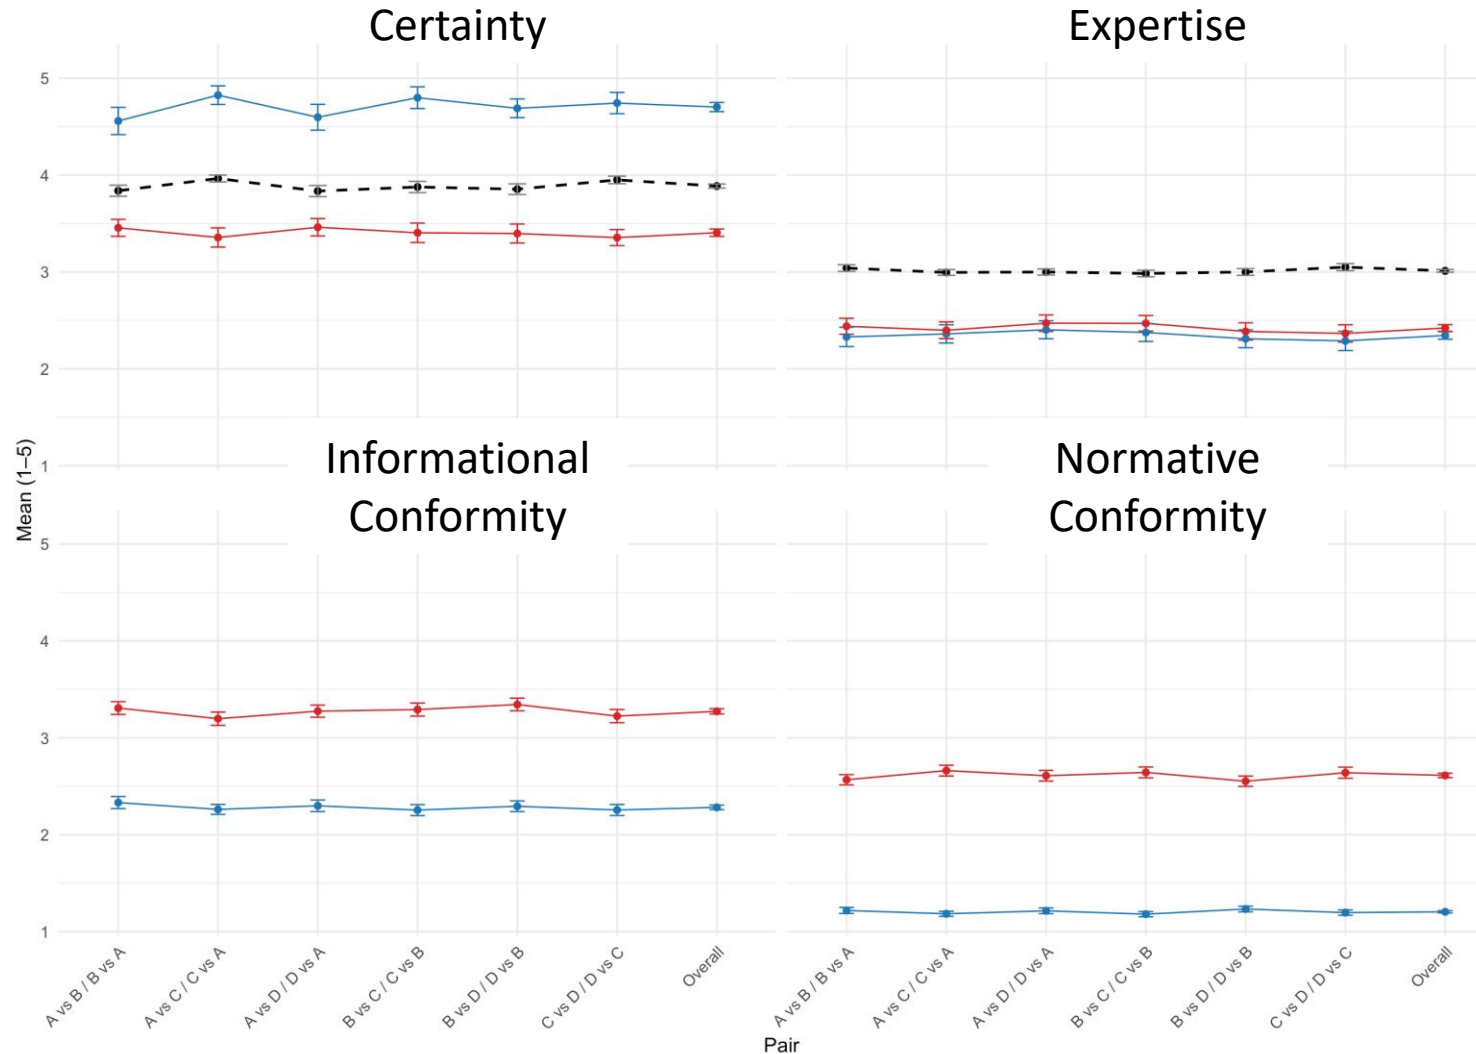 Certainty
Expertise
5
4
3
2
1
Mean (1–5)
Informational
Conformity
Normative
Conformity
5
4
3
2
1
A vs B / B vs A
A vs C / C vs A
A vs D / D vs A
B vs C / C vs B
B vs D / D vs B
C vs D / D vs C
Overall
A vs B / B vs A
A vs C / C vs A
A vs D / D vs A
B vs C / C vs B
B vs D / D vs B
C vs D / D vs C
Overall
Pair